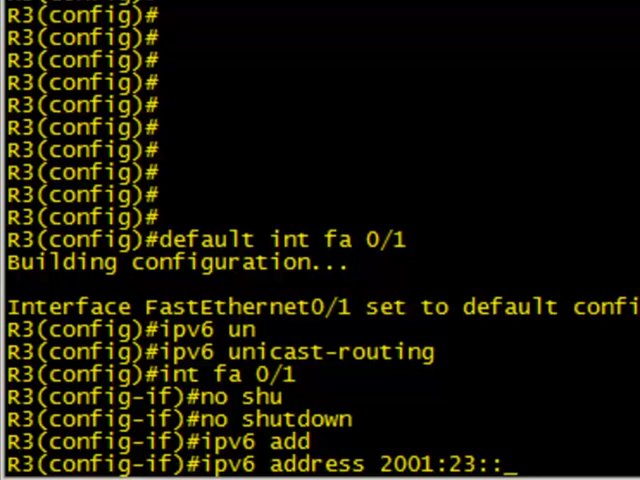 R3(config)#
R3(config)#
R3(config)#
R3(config)#
R3(config)#
R3(config)#
R3(config)#
R3(config)#
R3(config)#
R3(config)#
R3(config)#default int fa 0/1
Building configuration...
Interface FastEthernet0/1 set to default confi
R3(config)#ipv6 un
R3(config)#ipv6 unicast-routing
R3(config)#int fa 0/1
R3(config-if)#no shu
R3(config-if)#no shutdown
R3(config-if)#ipv6 add
R3(config-if)#ipv6 address 2001:23::_